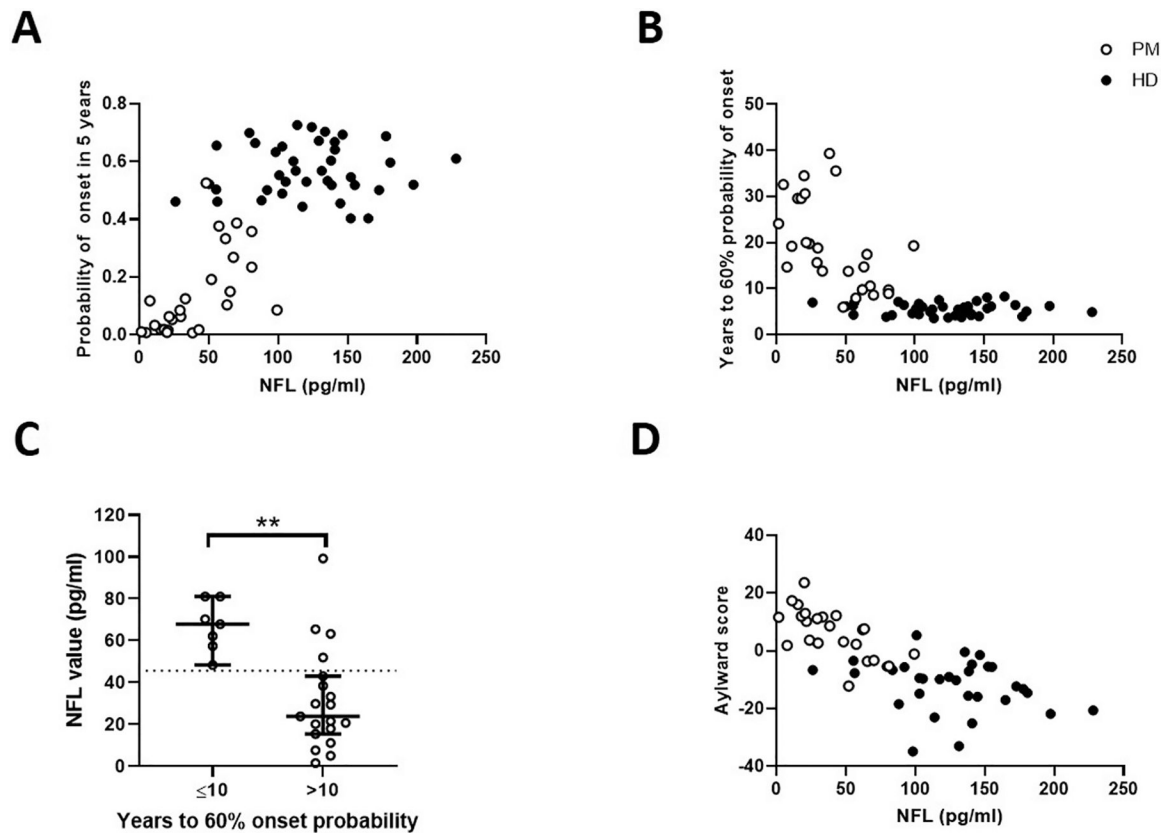 A
Probability of onset in 5 years
0.8
0.6
0.4
0.2
0.0
0 50 100 150 200 250
NFL (pg/ml)
B
PM
HD
Years to 60% probability of onset
50
40
30
20
10
0
0 50 100 150 200 250
NFL (pg/ml)
C
NFL value (pg/ml)
120
100
80
60
40
20
0
**
≤10 >10
Years to 60% onset probability
D
Aylward score
40
20
0
-20
-40
0 50 100 150 200 250
NFL (pg/ml)